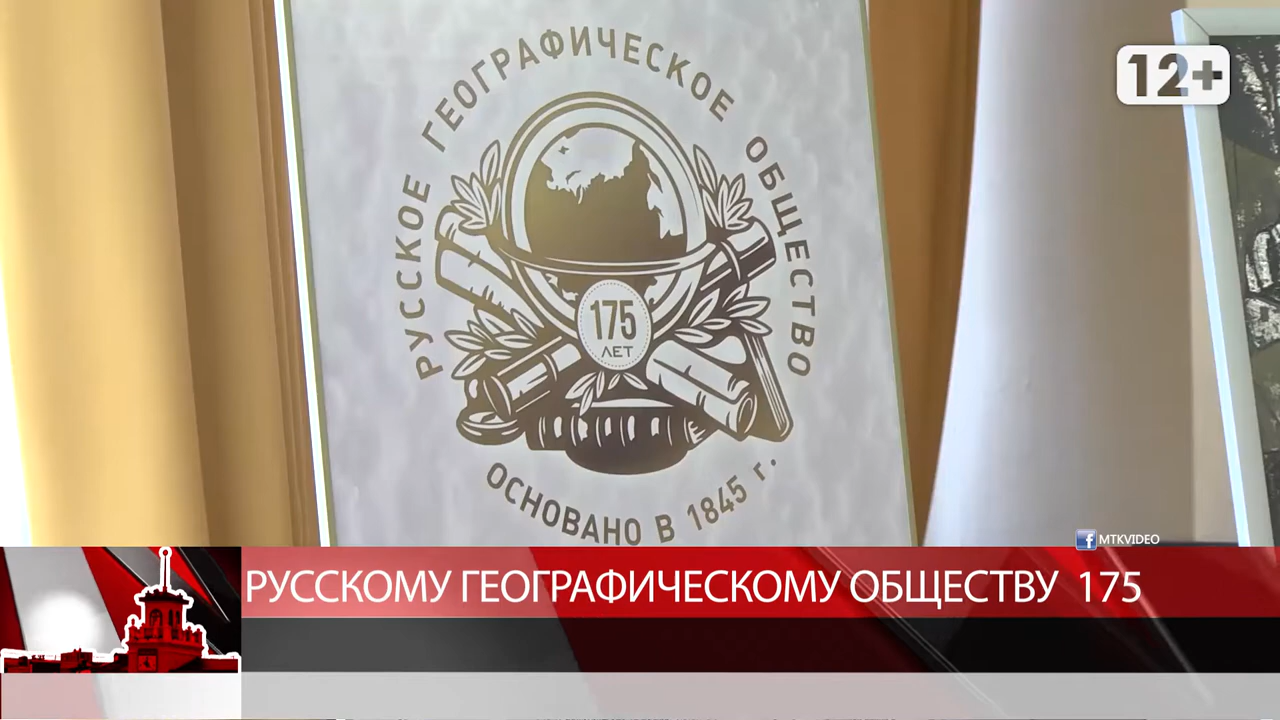 РУССКОЕ ГЕОГРАФИЧЕСКОЕ ОБЩЕСТВО
12+
175
ЛЕТ
ОСНОВАНО В 1845 г.
MTKVIDEO
РУССКОМУ ГЕОГРАФИЧЕСКОМУ ОБЩЕСТВУ 175